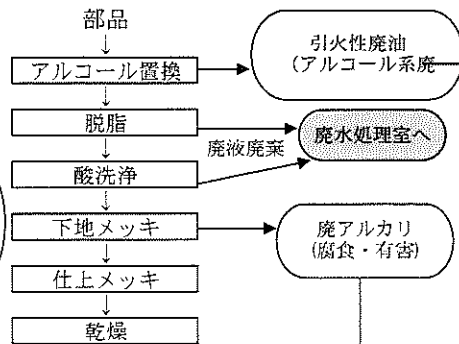 部品
アルコール置換
引火性廃油
(アルコール系廃
脱脂
廃液廃棄
廃水処理室へ
酸洗浄
下地メッキ
廃アルカリ
(腐食・有害)
仕上メッキ
乾燥